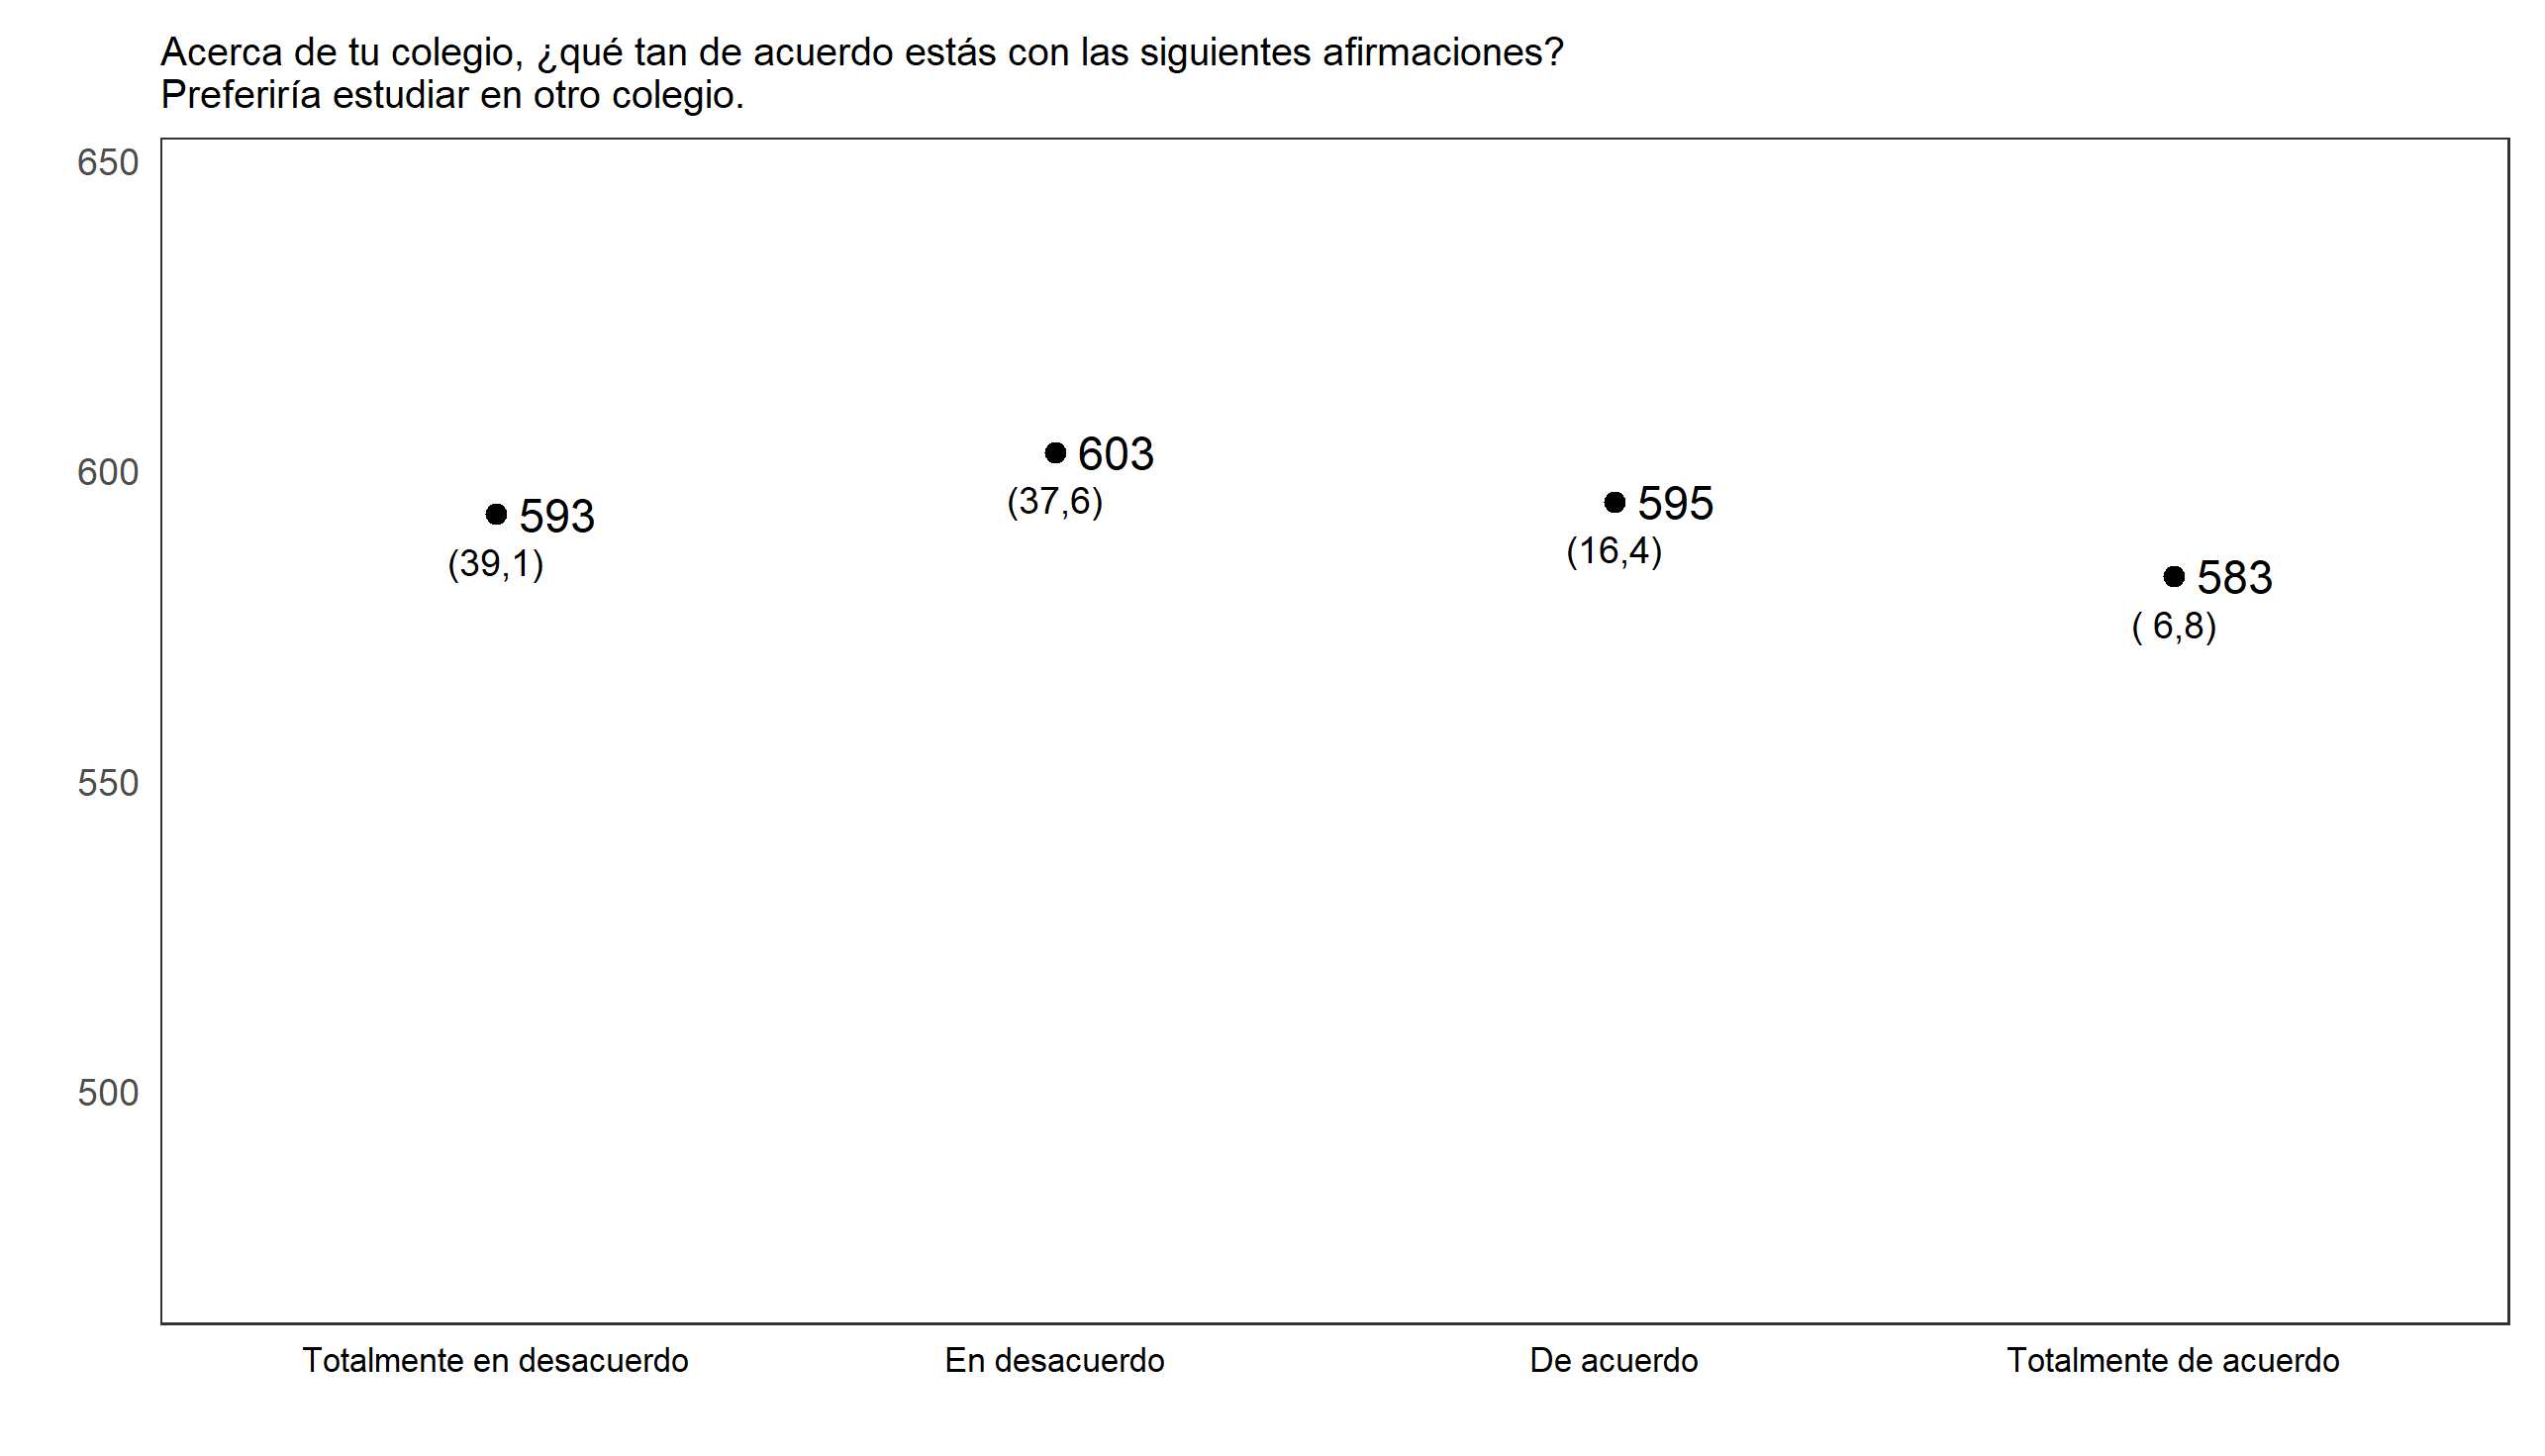 Acerca de tu colegio, ¿qué tan de acuerdo estás con las siguientes afirmaciones?
Preferiría estudiar en otro colegio.
650
600
550
500
593
(39,1)
603
(37,6)
595
(16,4)
583
( 6,8)
Totalmente en desacuerdo
En desacuerdo
De acuerdo
Totalmente de acuerdo